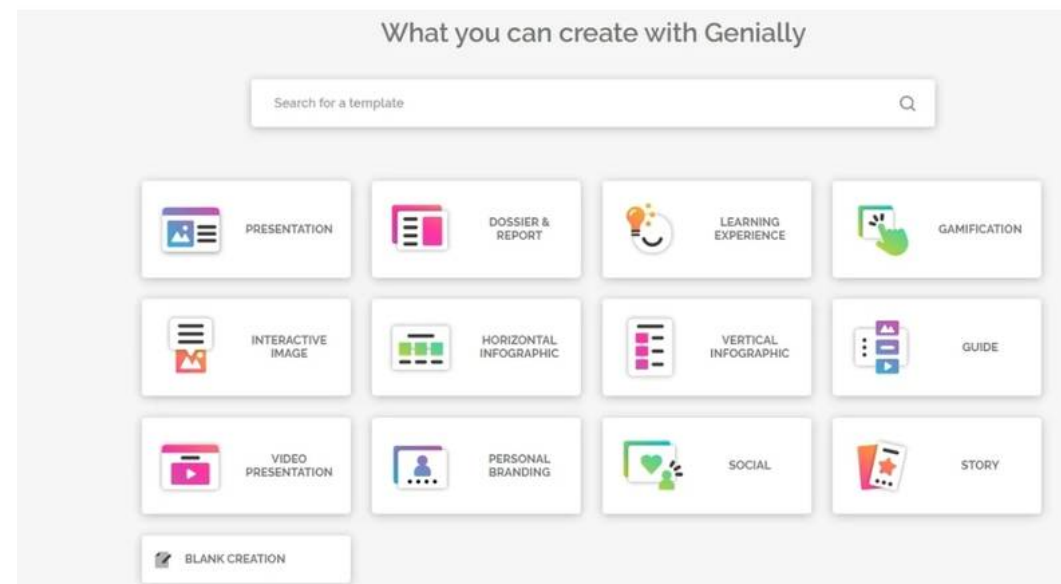 What you can create with Genially
Search for a template
PRESENTATION
DOSSIER &
REPORT
LEARNING
EXPERIENCE
GAMIFICATION
INTERACTIVE
IMAGE
HORIZONTAL
INFOGRAPHIC
VERTICAL
INFOGRAPHIC
GUIDE
VIDEO
PRESENTATION
PERSONAL
BRANDING
SOCIAL
STORY
BLANK CREATION